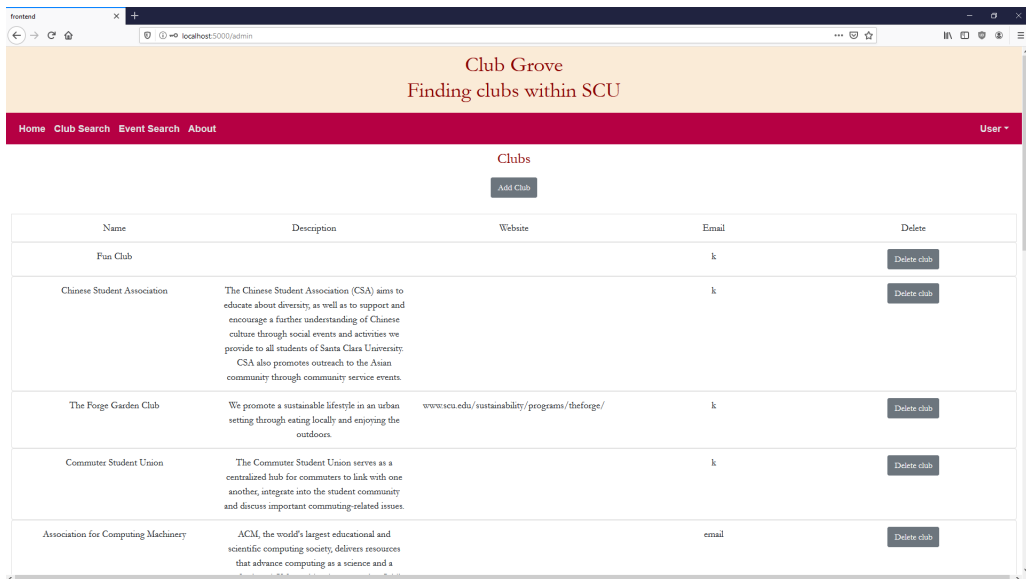 frontend
localhost:5000/admin
Club Grove
Finding clubs within SCU
Home Club Search Event Search About User
Clubs
Add Club
Name Description Website Email Delete
Fun Club k Delete club
Chinese Student Association The Chinese Student Association (CSA) aims to k Delete club
educate about diversity, as well as to support and
encourage a further understanding of Chinese
culture through social events and activities we
provide to all students of Santa Clara University.
CSA also promotes outreach to the Asian
community through community service events.
The Forge Garden Club We promote a sustainable lifestyle in an urban www.scu.edu/sustainability/programs/theforge/ k Delete club
setting through eating locally and enjoying the
outdoors.
Commuter Student Union The Commuter Student Union serves as a k Delete club
centralized hub for commuters to link with one
another, integrate into the student community
and discuss important commuting-related issues.
Association for Computing Machinery ACM, the world's largest educational and email Delete club
scientific computing society, delivers resources
that advance computing as a science and a